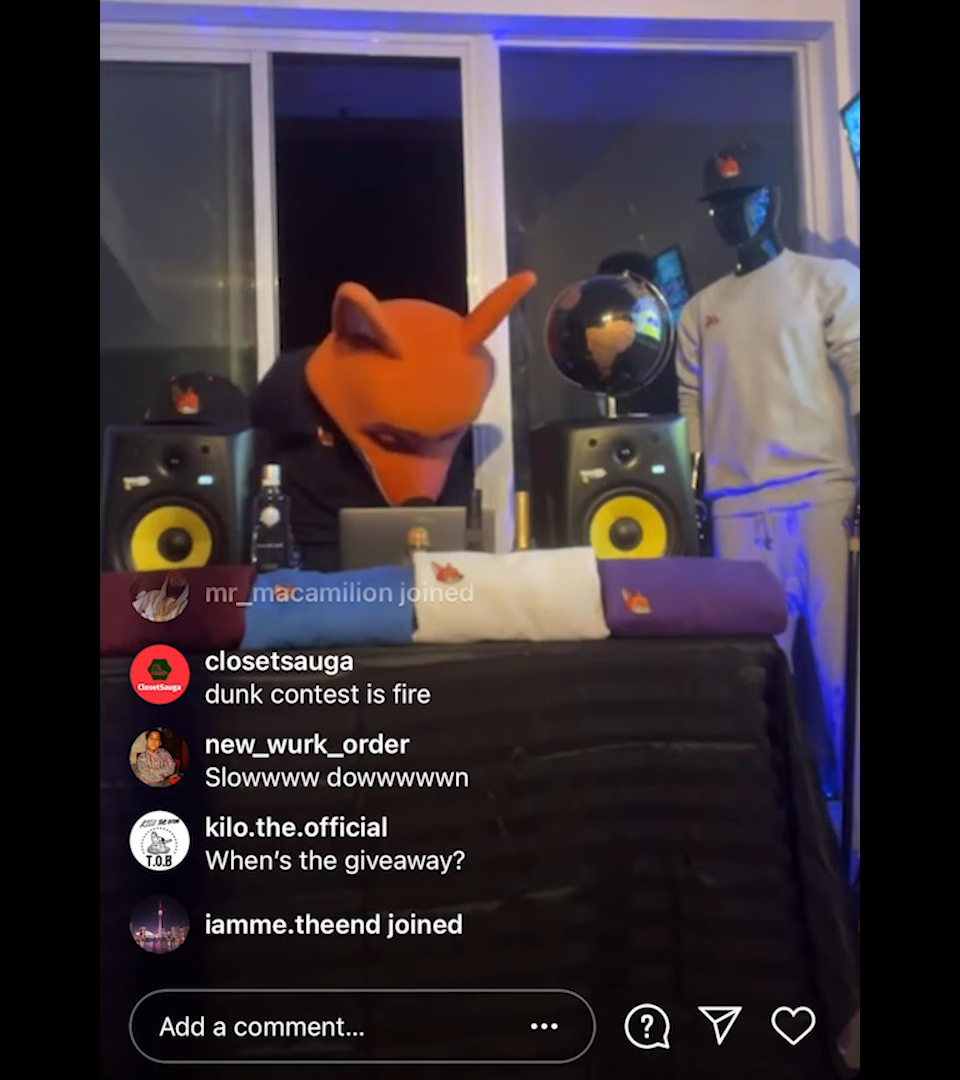 mr_macamilion joined
closetsauga
ClosetSauga
dunk contest is fire
new_wurk_order
Slowwww dowwwwwn
kilo.the.official
T.O.B
When's the giveaway?
iamme.theend joined
Add a comment...